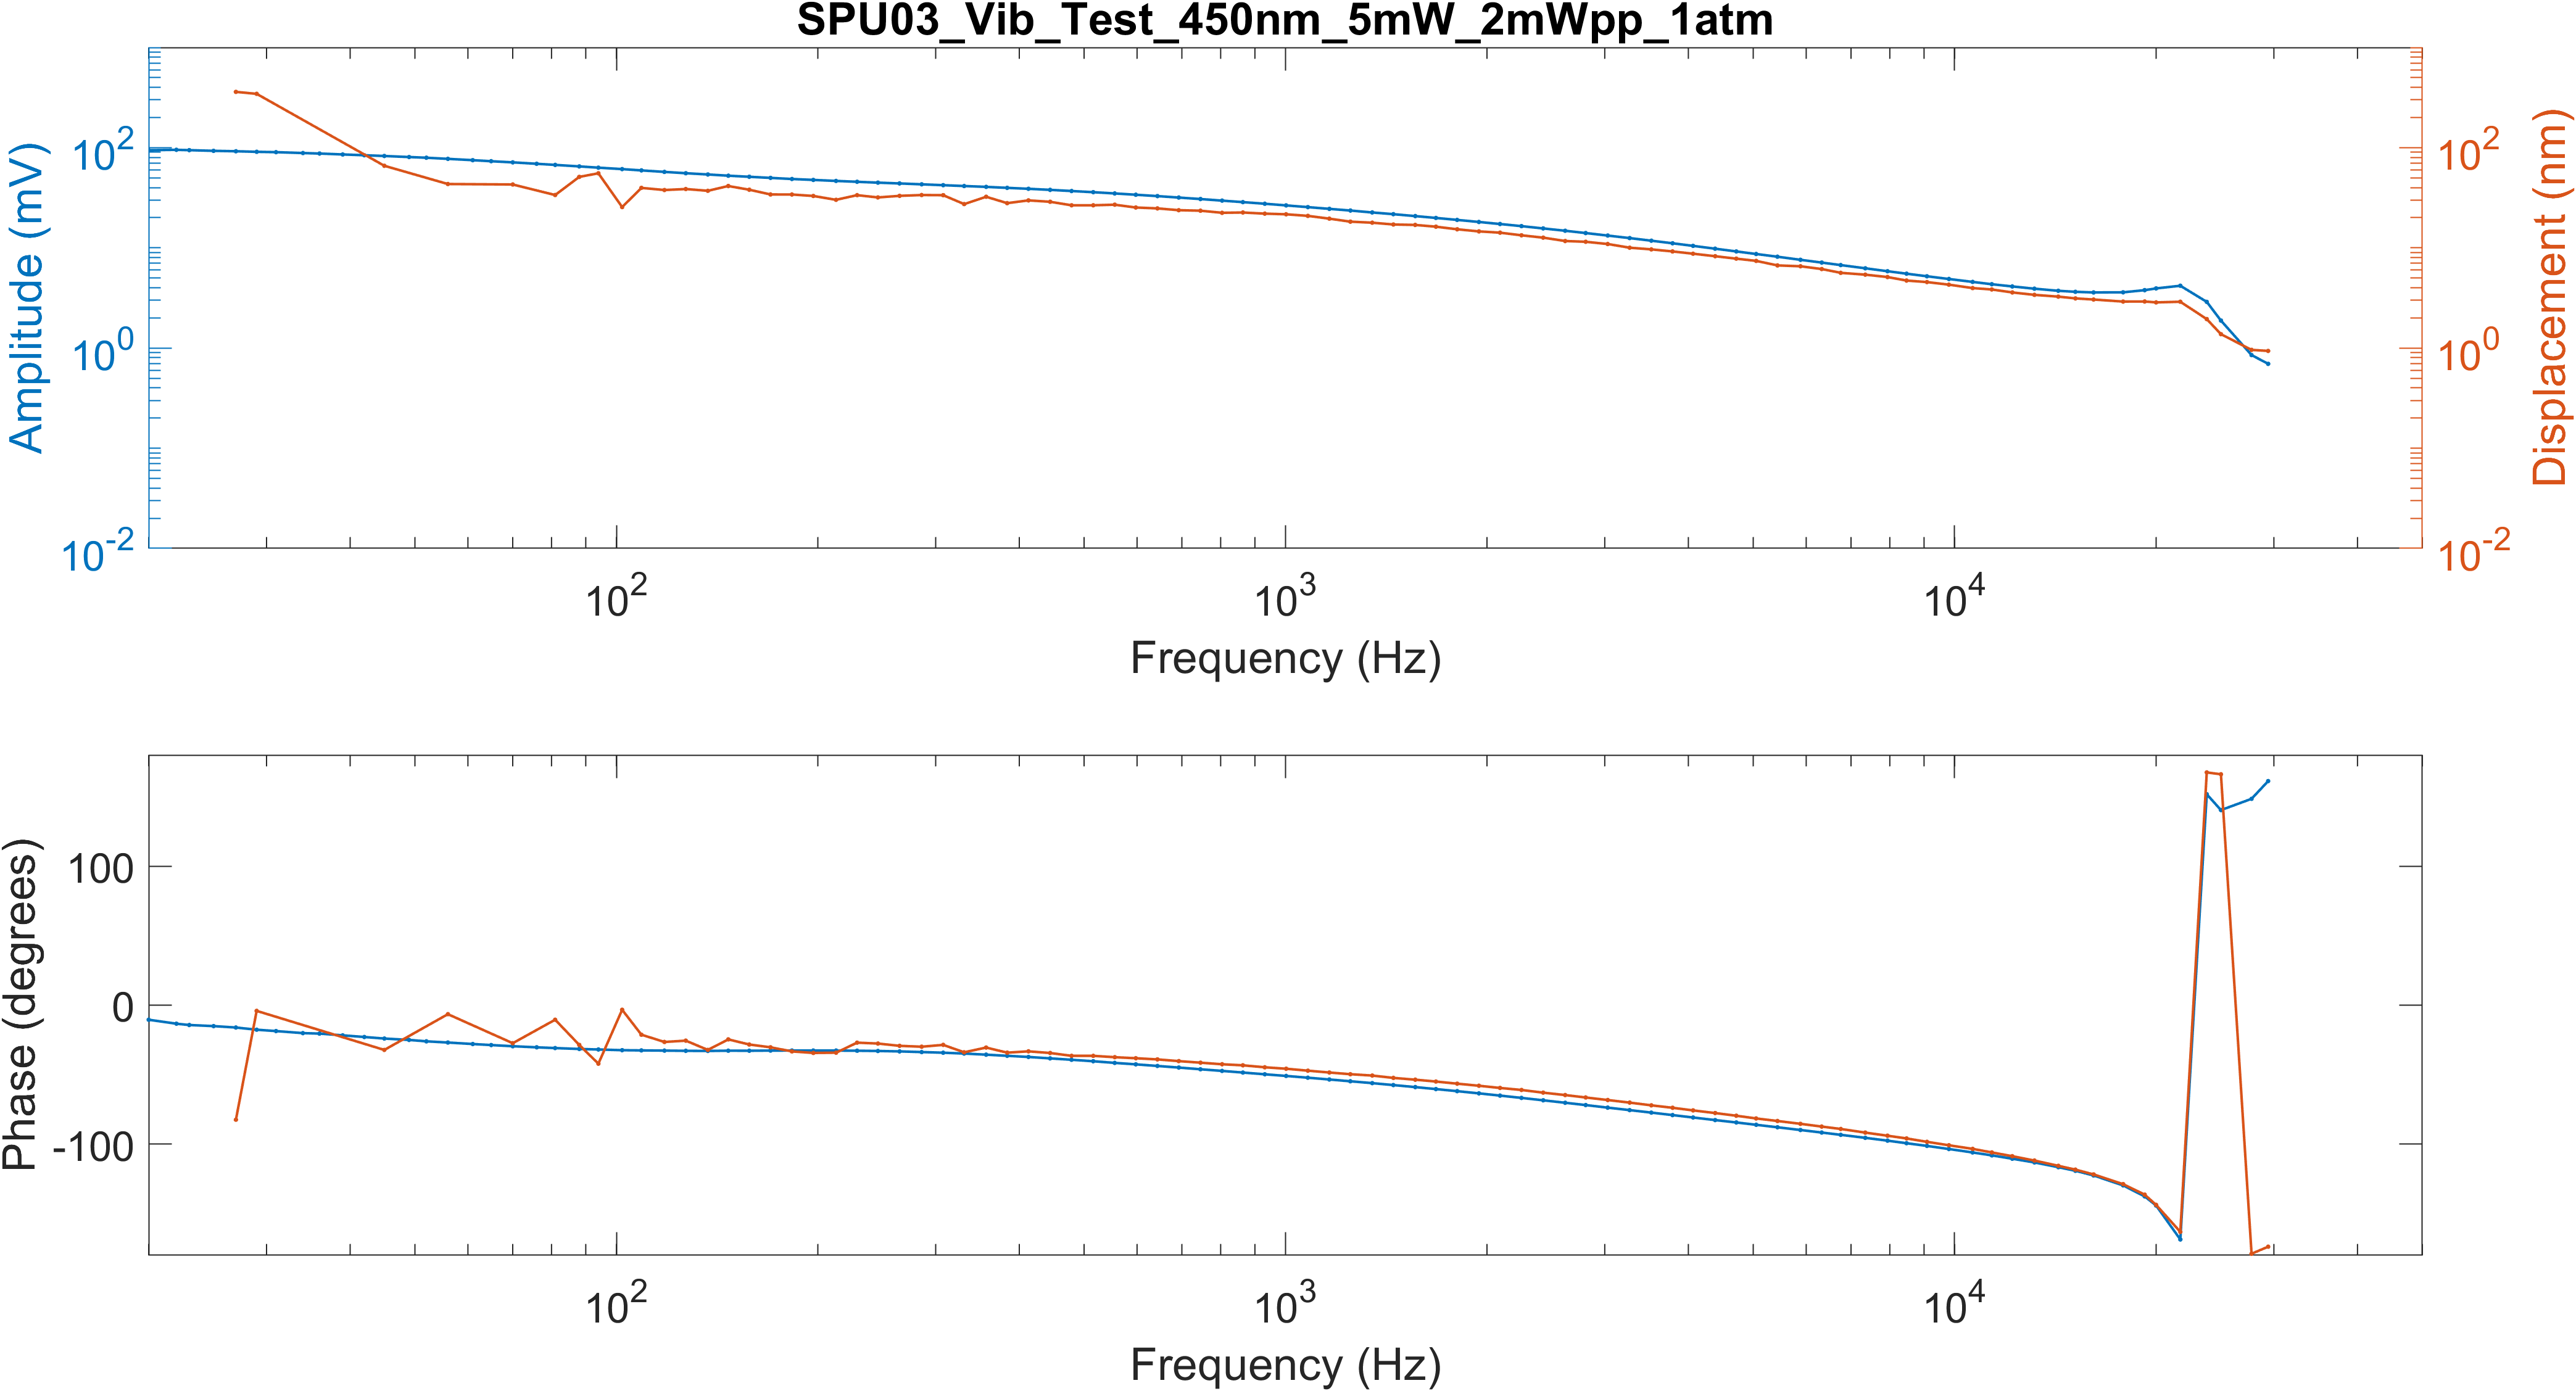 SPU03_Vib_Test_450nm_5mW_2mWpp_1atm
Amplitude (mV)
10^2
10^0
10^-2
Displacement (nm)
10^2
10^0
10^-2
10^2
10^3
10^4
Frequency (Hz)
Phase (degrees)
100
0
-100
10^2
10^3
10^4
Frequency (Hz)